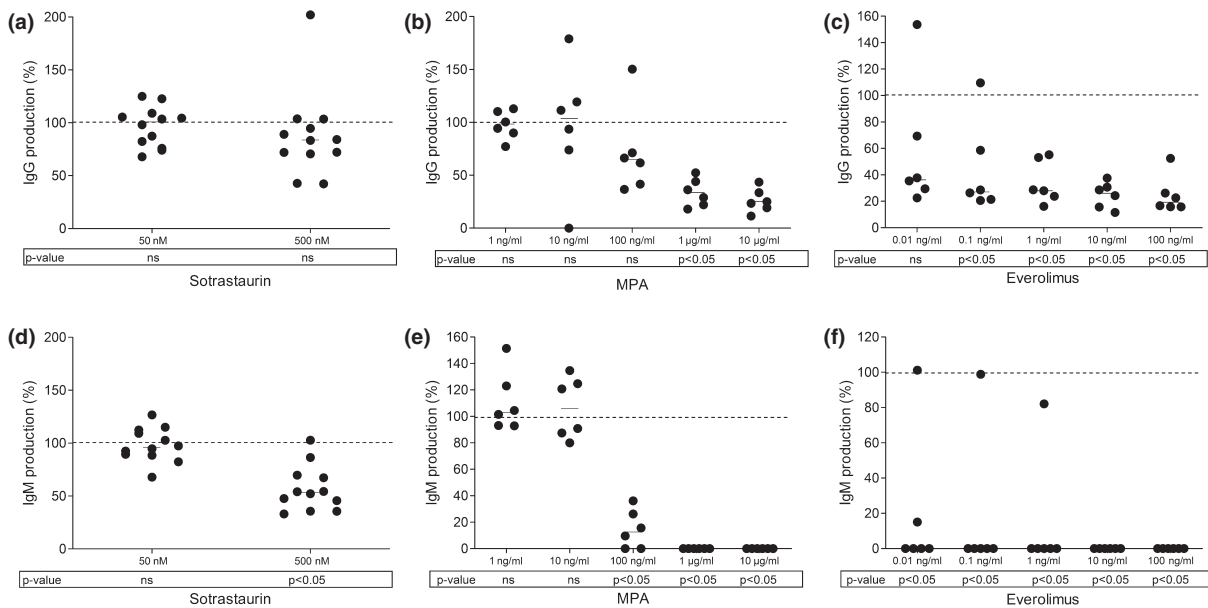 (a)
200
150
100
50
0
IgG production (%)
50 nM 500 nM
p-value ns ns
Sotrastaurin
(b)
200
150
100
50
0
IgG production (%)
1 ng/ml 10 ng/ml 100 ng/ml 1 µg/ml 10 µg/ml
p-value ns ns ns p<0.05 p<0.05
MPA
(c)
160
140
120
100
80
60
40
20
0
IgG production (%)
0.01 ng/ml 0.1 ng/ml 1 ng/ml 10 ng/ml 100 ng/ml
p-value ns p<0.05 p<0.05 p<0.05 p<0.05
Everolimus
(d)
200
150
100
50
0
IgM production (%)
50 nM 500 nM
p-value ns p<0.05
Sotrastaurin
(e)
160
140
120
100
80
60
40
20
0
IgM production (%)
1 ng/ml 10 ng/ml 100 ng/ml 1 µg/ml 10 µg/ml
p-value ns ns p<0.05 p<0.05 p<0.05
MPA
(f)
120
100
80
60
40
20
0
IgM production (%)
0.01 ng/ml 0.1 ng/ml 1 ng/ml 10 ng/ml 100 ng/ml
p-value p<0.05 p<0.05 p<0.05 p<0.05 p<0.05
Everolimus